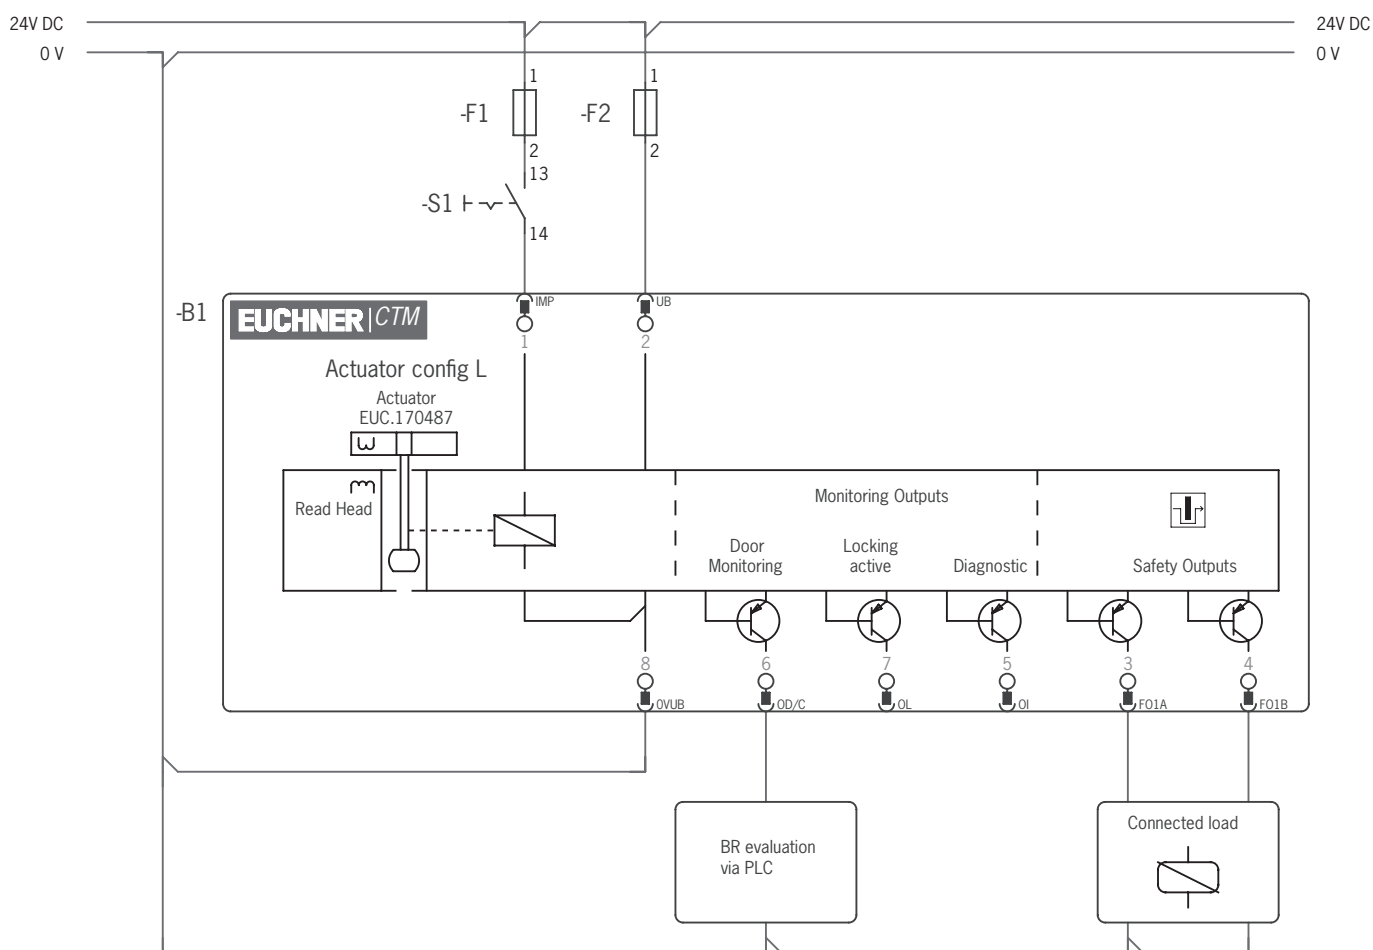 24V DC
24V DC
0 V
0 V
1
1
-F1
-F2
2
2
13
-S1
14
-B1
EUCHNER CTM
IMP
UB
1
2
Actuator config L
Actuator
EUC.170487
Read Head
Monitoring Outputs
Door
Monitoring
Locking
active
Diagnostic
Safety Outputs
8
6
7
5
3
4
0VUB
OD/C
OL
OI
FO1A
FO1B
BR evaluation
via PLC
Connected load